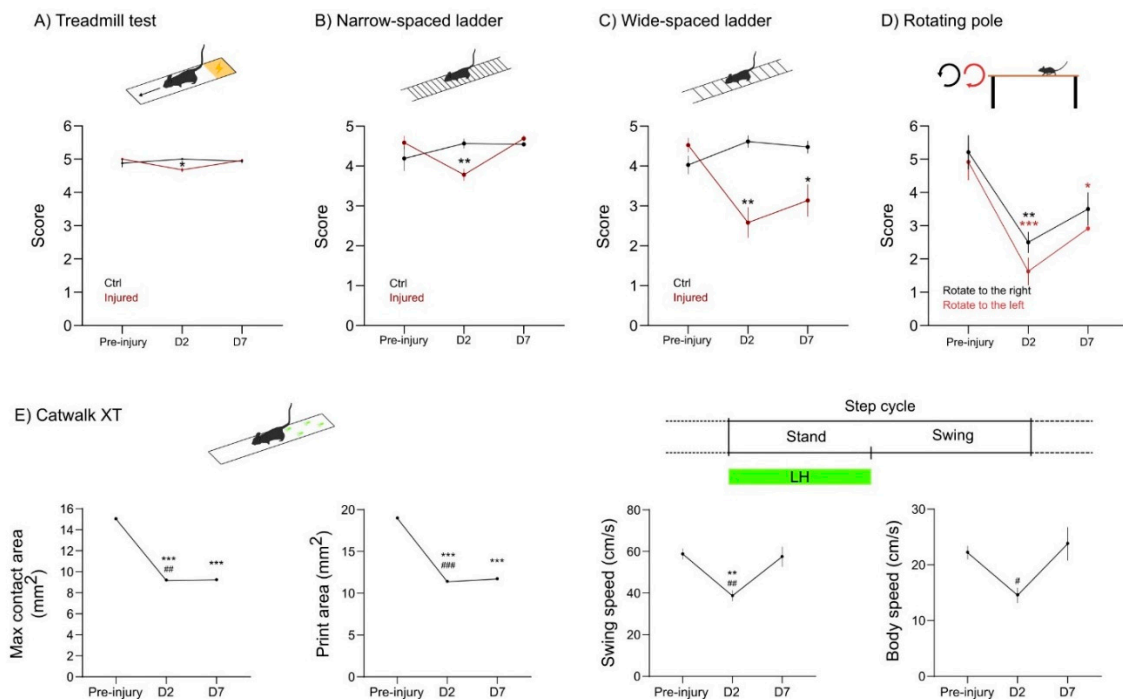 A) Treadmill test
B) Narrow-spaced ladder
C) Wide-spaced ladder
D) Rotating pole
Score
6
5
4
3
2
1
0
*
Ctrl
Injured
Pre-injury D2 D7
Score
5
4
3
2
1
0
**
Ctrl
Injured
Pre-injury D2 D7
Score
5
4
3
2
1
0
**
*
Ctrl
Injured
Pre-injury D2 D7
Score
6
5
4
3
2
1
0
**
***
*
Rotate to the right
Rotate to the left
Pre-injury D2 D7
E) Catwalk XT
Step cycle
Stand Swing
LH
Max contact area
(mm²)
16
14
12
10
8
6
4
2
0
***
##
***
Pre-injury D2 D7
Print area (mm²)
20
15
10
5
0
***
###
***
Pre-injury D2 D7
Swing speed (cm/s)
80
60
40
20
0
**
##
Pre-injury D2 D7
Body speed (cm/s)
30
20
10
0
#
Pre-injury D2 D7